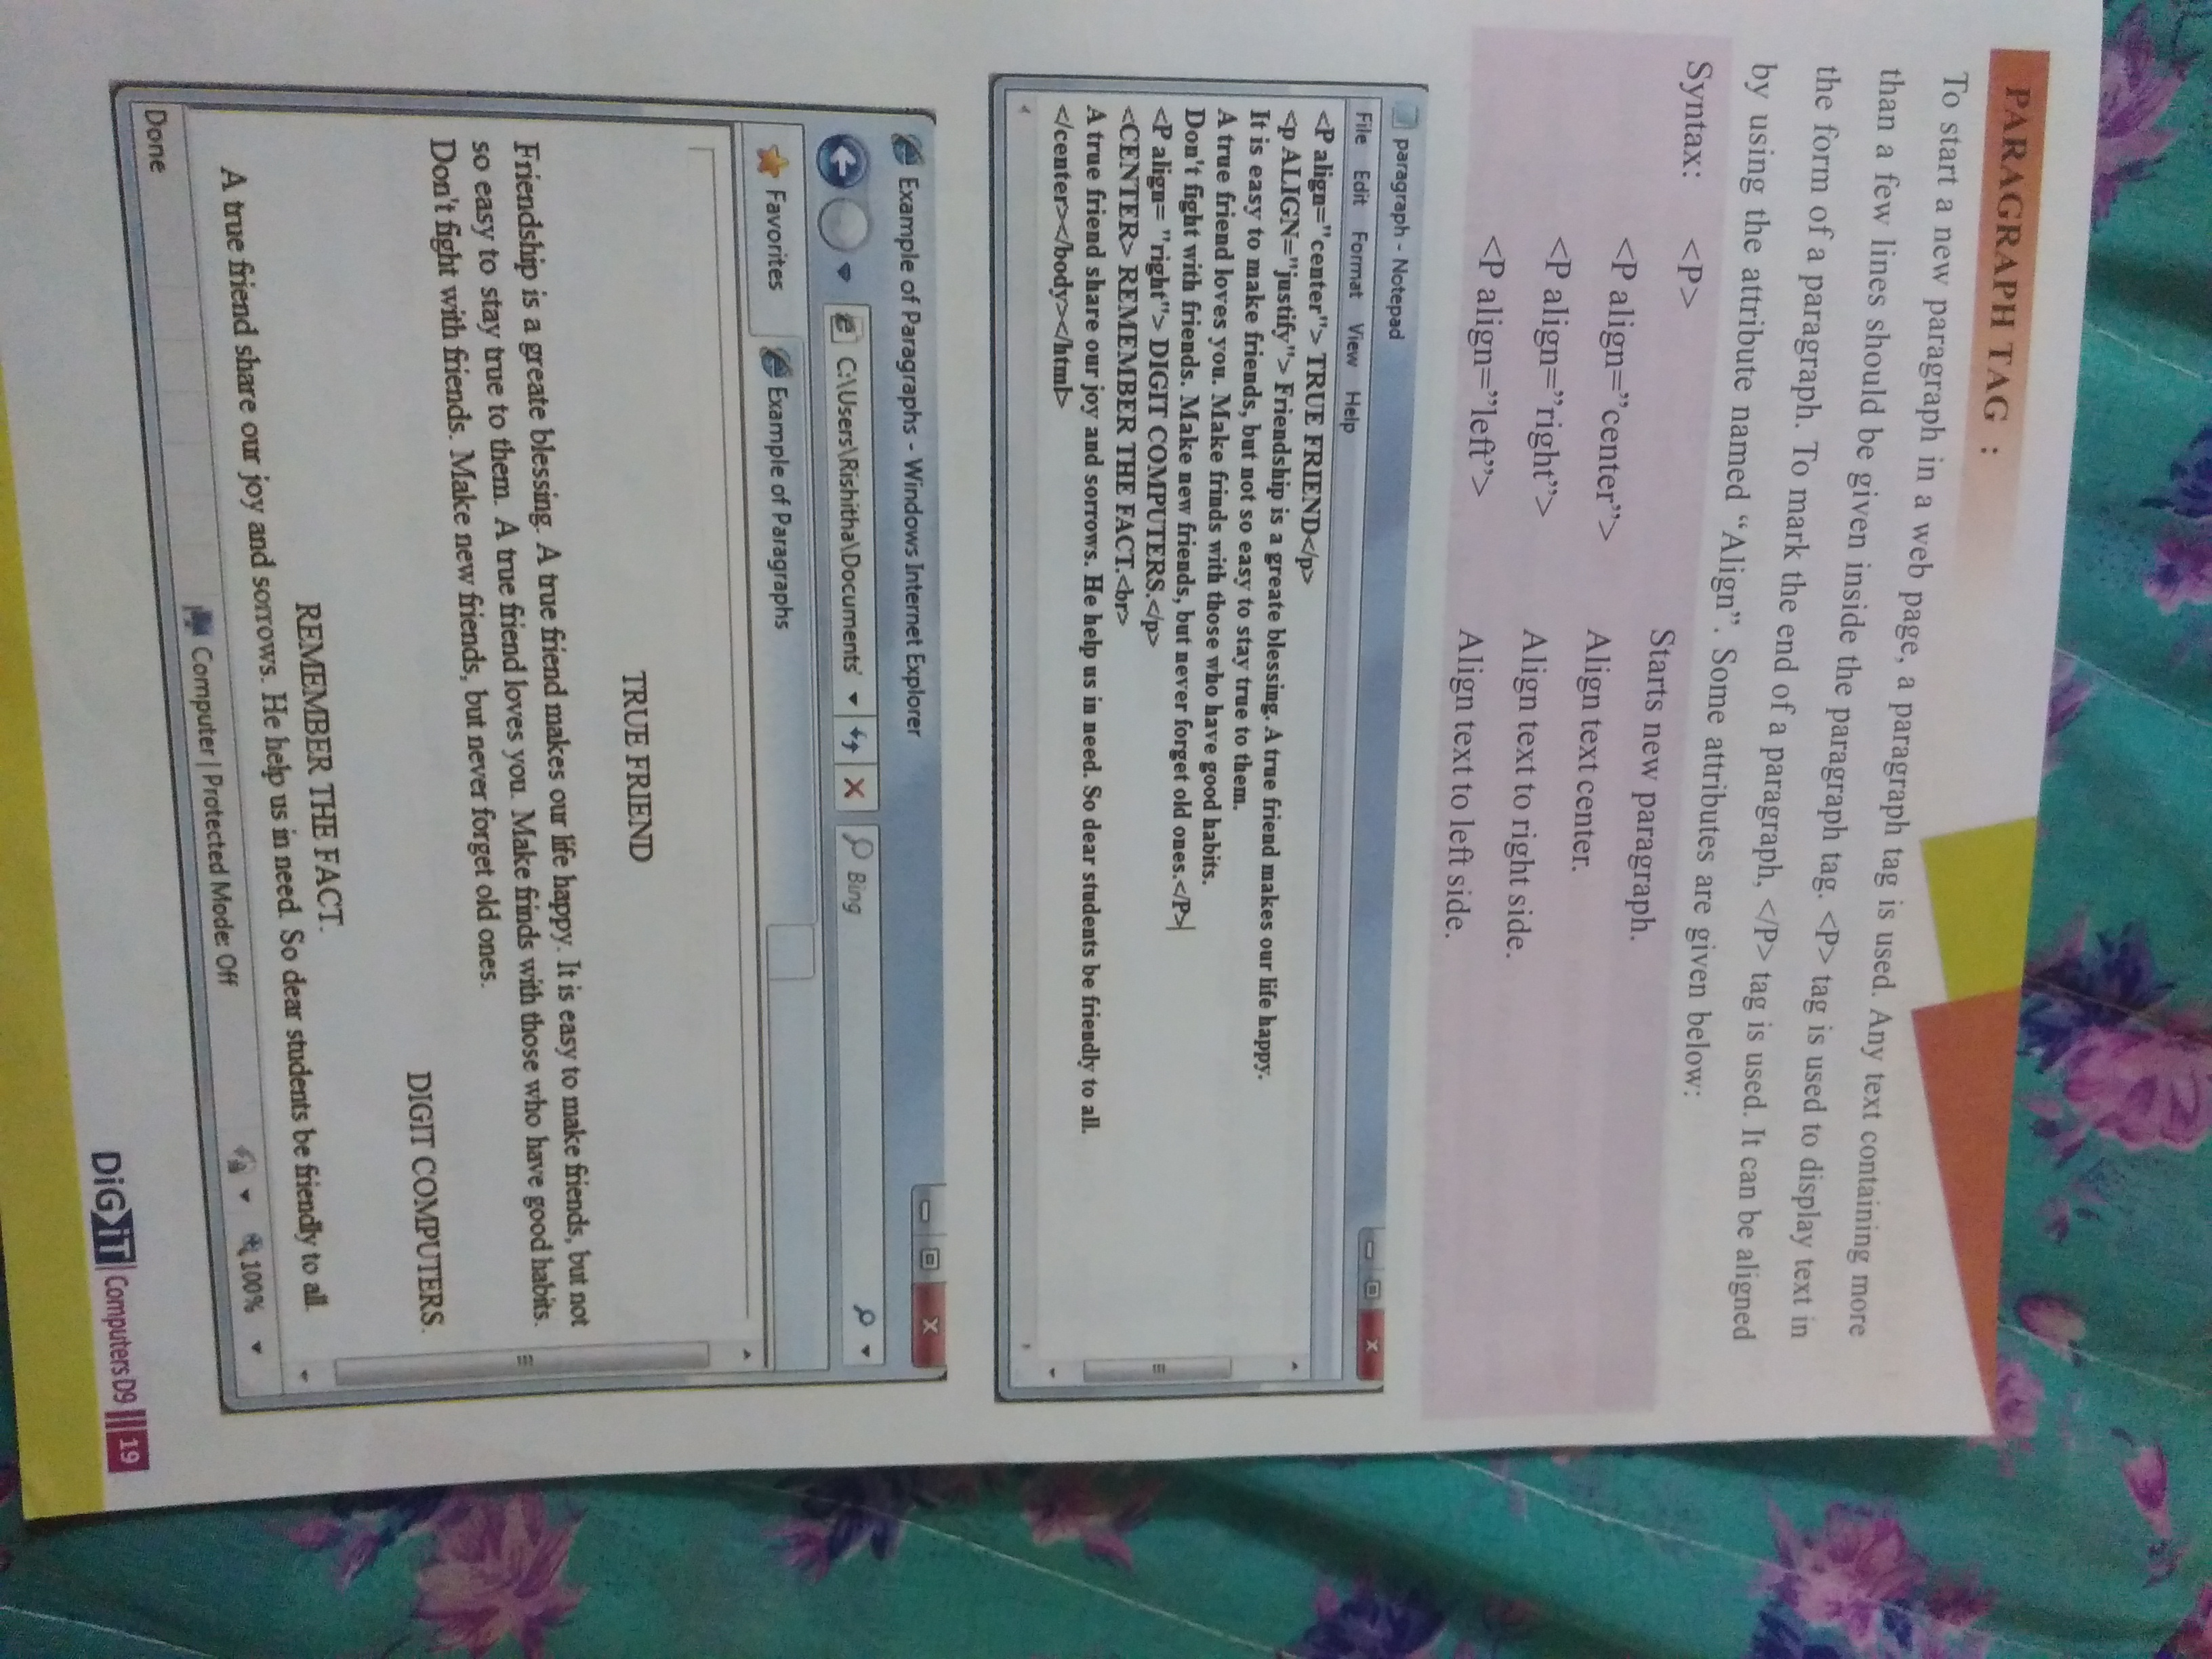 PARAGRAPH TAG :
To start a new paragraph in a web page, a paragraph tag is used. Any text containing more
than a few lines should be given inside the paragraph tag. <P> tag is used to display text in
the form of a paragraph. To mark the end of a paragraph, </P> tag is used. It can be aligned
by using the attribute named “Align”. Some attributes are given below:
Syntax: <P> Starts new paragraph.
<P align=”center”> Align text center.
<P align=”right”> Align text to right side.
<P align=”left”> Align text to left side.
paragraph - Notepad
File Edit Format View Help
<P align="center"> TRUE FRIEND</p>
<p ALIGN="justify"> Friendship is a greate blessing. A true friend makes our life happy.
It is easy to make friends, but not so easy to stay true to them.
A true friend loves you. Make frinds with those who have good habits.
Don't fight with friends. Make new friends, but never forget old ones.</P>
<P align= "right"> DIGIT COMPUTERS.</p>
<CENTER> REMEMBER THE FACT.<br>
A true friend share our joy and sorrows. He help us in need. So dear students be friendly to all.
</center></body></html>
Example of Paragraphs - Windows Internet Explorer
C:\Users\Rishitha\Documents' Bing
Favorites Example of Paragraphs
TRUE FRIEND
Friendship is a greate blessing. A true friend makes our life happy. It is easy to make friends, but not
so easy to stay true to them. A true friend loves you. Make frinds with those who have good habits.
Don't fight with friends. Make new friends, but never forget old ones.
DIGIT COMPUTERS.
REMEMBER THE FACT.
A true friend share our joy and sorrows. He help us in need. So dear students be friendly to all.
Done Computer | Protected Mode: Off 100%
DiGiT Computers D9 19